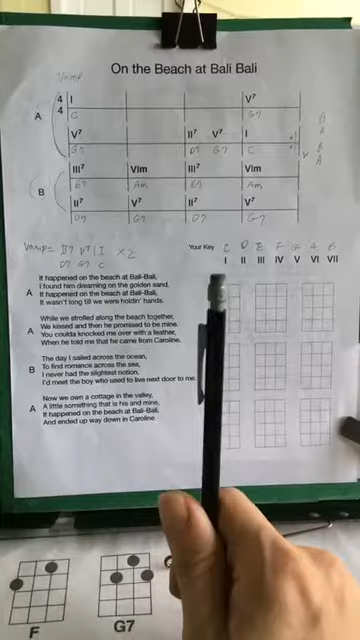 Vamp
On the Beach at Bali Bali
4 I V⁷
4 G G7
A
V⁷ II⁷ V⁷ I
G7 D7 G7 C
B
A
B
A
III⁷ VIm III⁷ VIm
E7 Am E7 Am
B
II⁷ V⁷ II⁷ V⁷
D7 G7 D7 G7
Vamp = II7 V7 | I X2
D7 G7 C
Your Key C D E F G A B
I II III IV V VI VII
It happened on the beach at Bali-Bali,
I found him dreaming on the golden sand.
A It happened on the beach at Bali-Bali,
It wasn't long till we were holdin' hands.
While we strolled along the beach together,
We kissed and then he promised to be mine.
A You coulda knocked me over with a feather,
When he told me that he came from Caroline.
The day I sailed across the ocean,
To find romance across the sea,
B I never had the slightest notion,
I'd meet the boy who used to live next door to me.
Now we own a cottage in the valley,
A little something that is his and mine,
A It happened on the beach at Bali-Bali,
And ended up way down in Caroline.
F G7